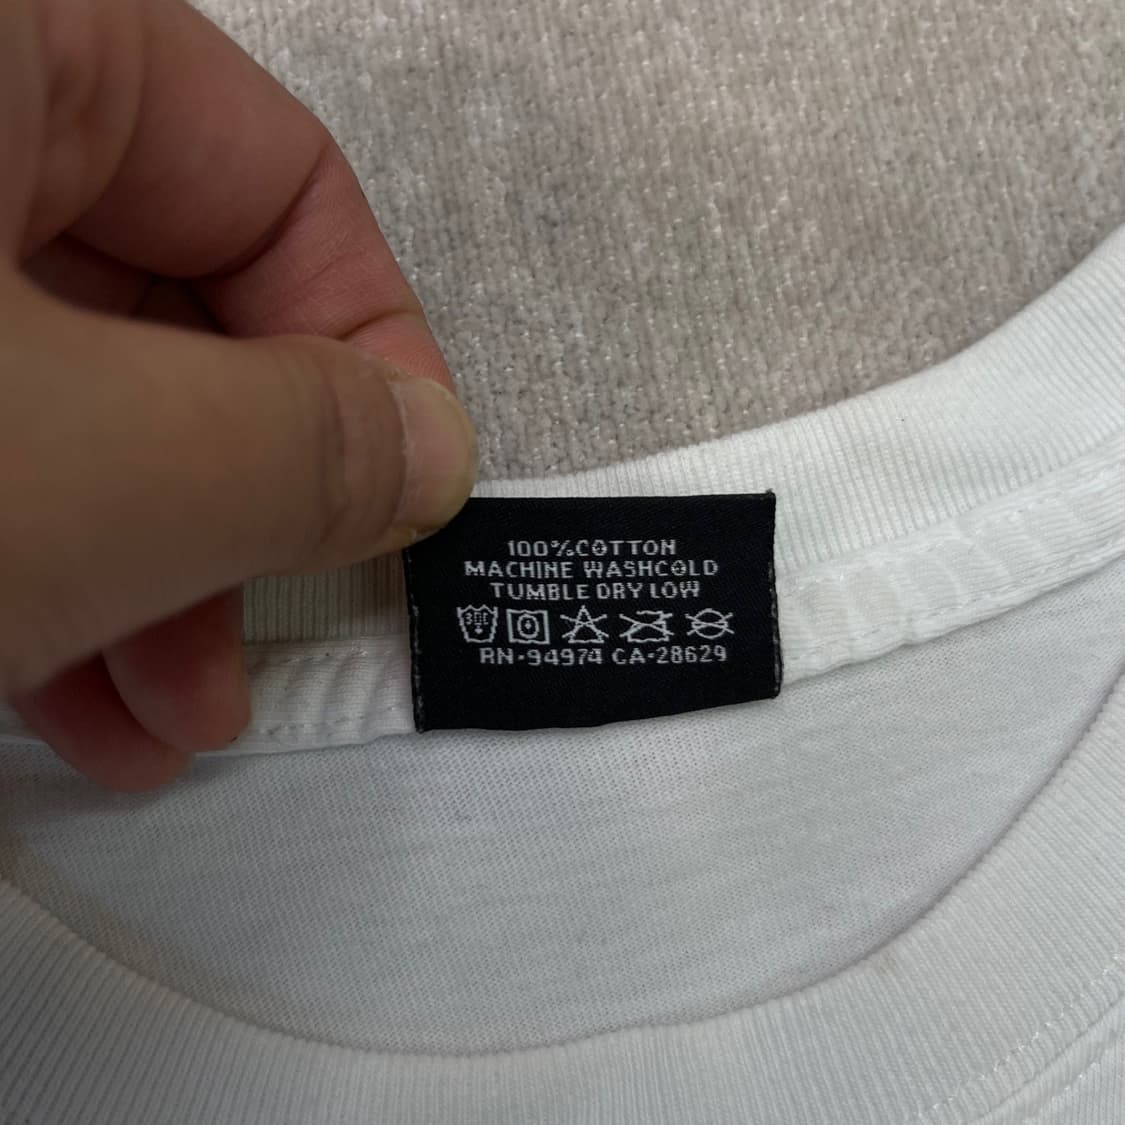 100%COTTON
MACHINE WASHCOLD
TUMBLE DRY LOW
RN-94974 CA-28629